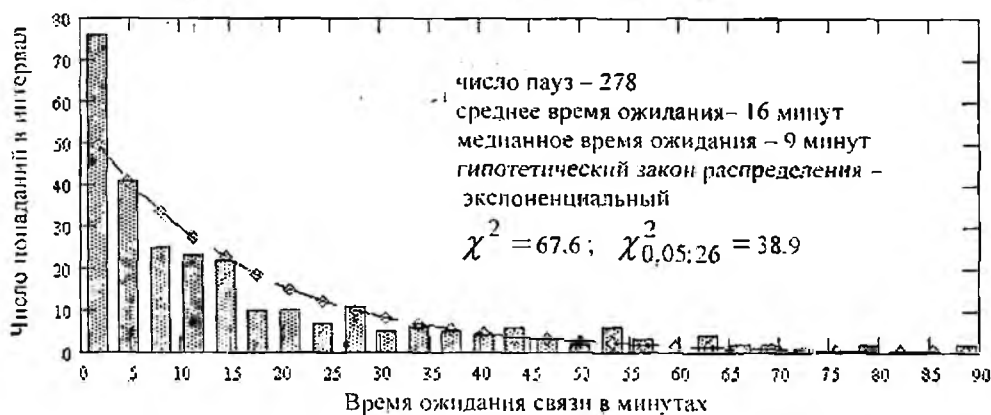 Число попаданий в интервал
80
70
60
50
40
30
20
10
0
число пауз – 278
среднее время ожидания– 16 минут
медианное время ожидания – 9 минут
гипотетический закон распределения –
экспоненциальный
χ² = 67.6 ; χ²0,05;26 = 38.9
0 5 10 15 20 25 30 35 40 45 50 55 60 65 70 75 80 85 90
Время ожидания связи в минутах